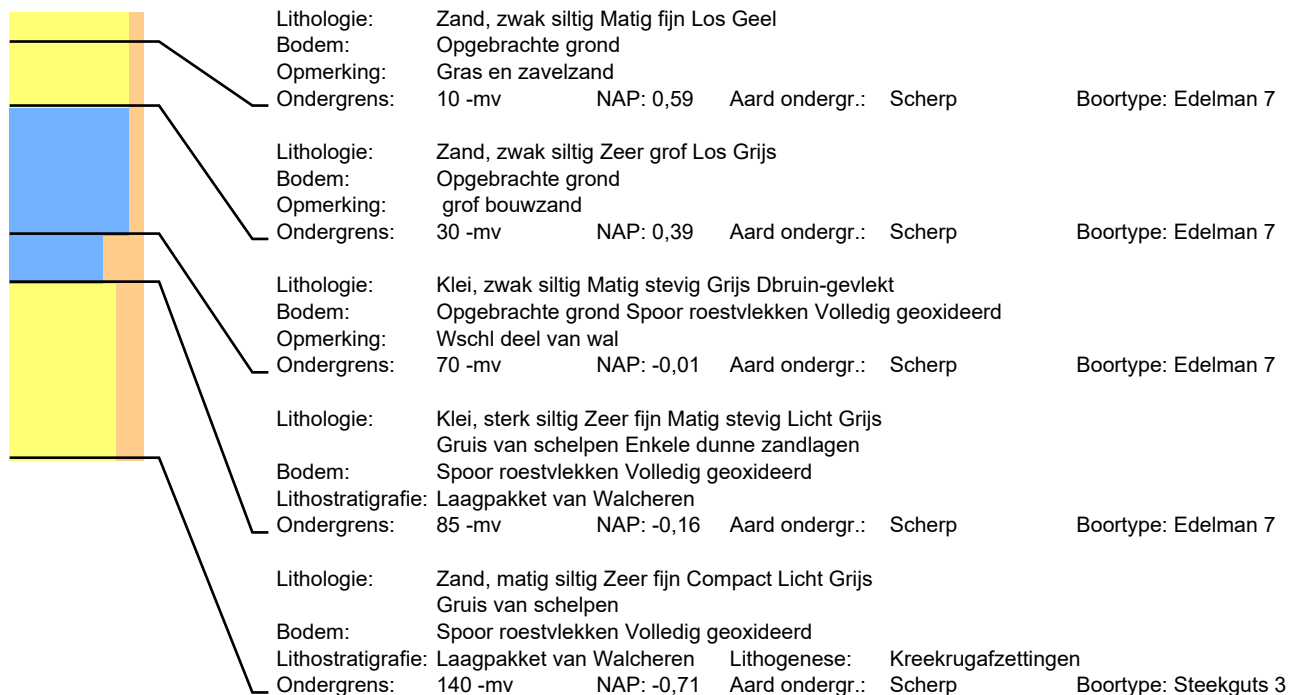 Lithologie: Zand, zwak siltig Matig fijn Los Geel
Bodem: Opgebrachte grond
Opmerking: Gras en zavelzand
Ondergrens: 10 -mv NAP: 0,59 Aard ondergr.: Scherp Boortype: Edelman 7
Lithologie: Zand, zwak siltig Zeer grof Los Grijs
Bodem: Opgebrachte grond
Opmerking: grof bouwzand
Ondergrens: 30 -mv NAP: 0,39 Aard ondergr.: Scherp Boortype: Edelman 7
Lithologie: Klei, zwak siltig Matig stevig Grijs Dbruin-gevlekt
Bodem: Opgebrachte grond Spoor roestvlekken Volledig geoxideerd
Opmerking: Wschl deel van wal
Ondergrens: 70 -mv NAP: -0,01 Aard ondergr.: Scherp Boortype: Edelman 7
Lithologie: Klei, sterk siltig Zeer fijn Matig stevig Licht Grijs
Gruis van schelpen Enkele dunne zandlagen
Bodem: Spoor roestvlekken Volledig geoxideerd
Lithostratigrafie: Laagpakket van Walcheren
Ondergrens: 85 -mv NAP: -0,16 Aard ondergr.: Scherp Boortype: Edelman 7
Lithologie: Zand, matig siltig Zeer fijn Compact Licht Grijs
Gruis van schelpen
Bodem: Spoor roestvlekken Volledig geoxideerd
Lithostratigrafie: Laagpakket van Walcheren Lithogenese: Kreekrugafzettingen
Ondergrens: 140 -mv NAP: -0,71 Aard ondergr.: Scherp Boortype: Steekguts 3